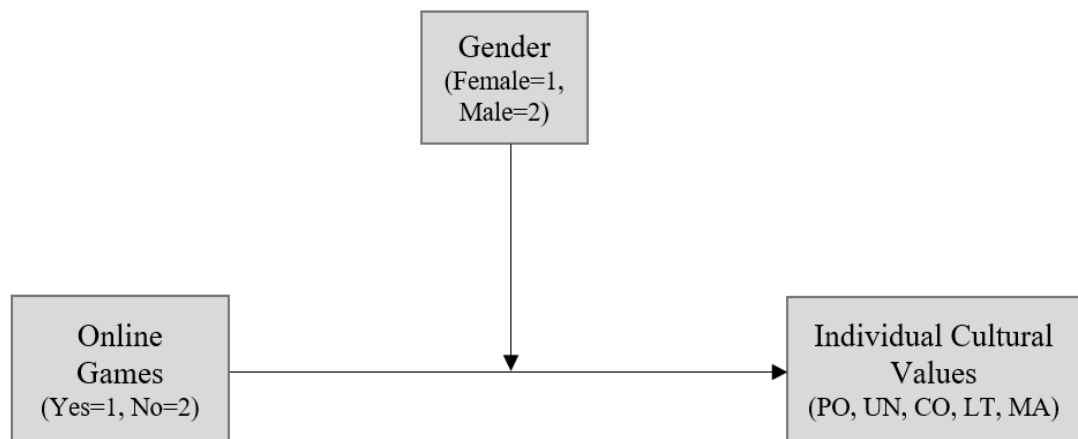 Gender
(Female=1,
Male=2)
Online
Games
(Yes=1, No=2)
Individual Cultural
Values
(PO, UN, CO, LT, MA)